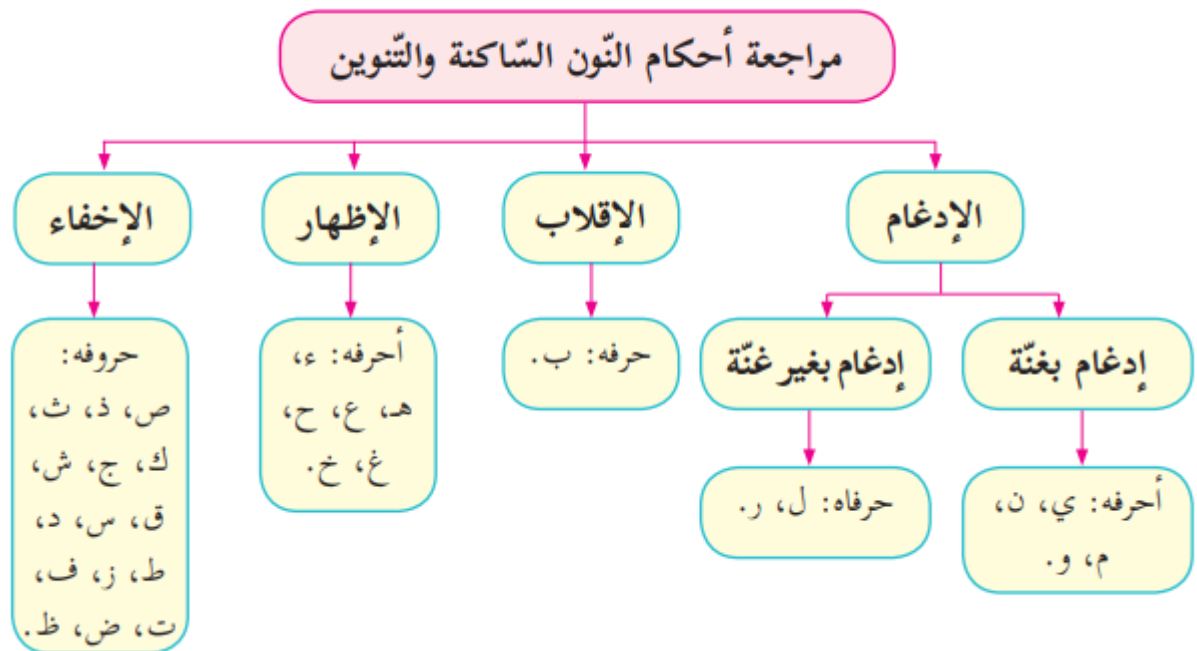 مراجعة أحكام النّون السّاكنة والتّنوين
الإدغام
الإقلاب
الإظهار
الإخفاء
إدغام بغنّة
إدغام بغير غنّة
حرفه: ب.
أحرفه: ء،
هـ، ع، ح،
غ، خ.
حروفه:
ص، ذ، ث،
ك، ج، ش،
ق، س، د،
ط، ز، ف،
ت، ض، ظ.
أحرفه: ي، ن،
م، و.
حرفاه: ل، ر.